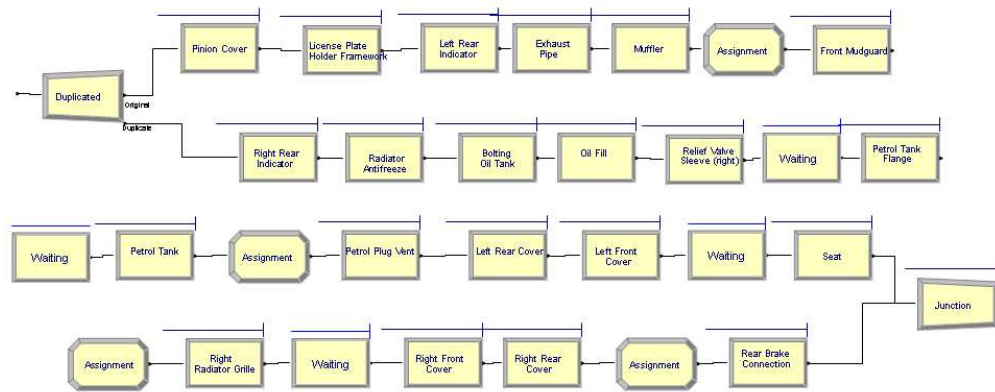 Pinion Cover
License Plate
Holder Framework
Left Rear
Indicator
Exhaust
Pipe
Muffler
Assignment
Front Mudguard
Duplicated
Original
Duplicate
Right Rear
Indicator
Radiator
Antifreeze
Bolting
Oil Tank
Oil Fill
Relief Valve
Sleeve (right)
Waiting
Petrol Tank
Flange
Waiting
Petrol Tank
Assignment
Petrol Plug Vent
Left Rear Cover
Left Front
Cover
Waiting
Seat
Junction
Assignment
Right
Radiator Grille
Waiting
Right Front
Cover
Right Rear
Cover
Assignment
Rear Brake
Connection